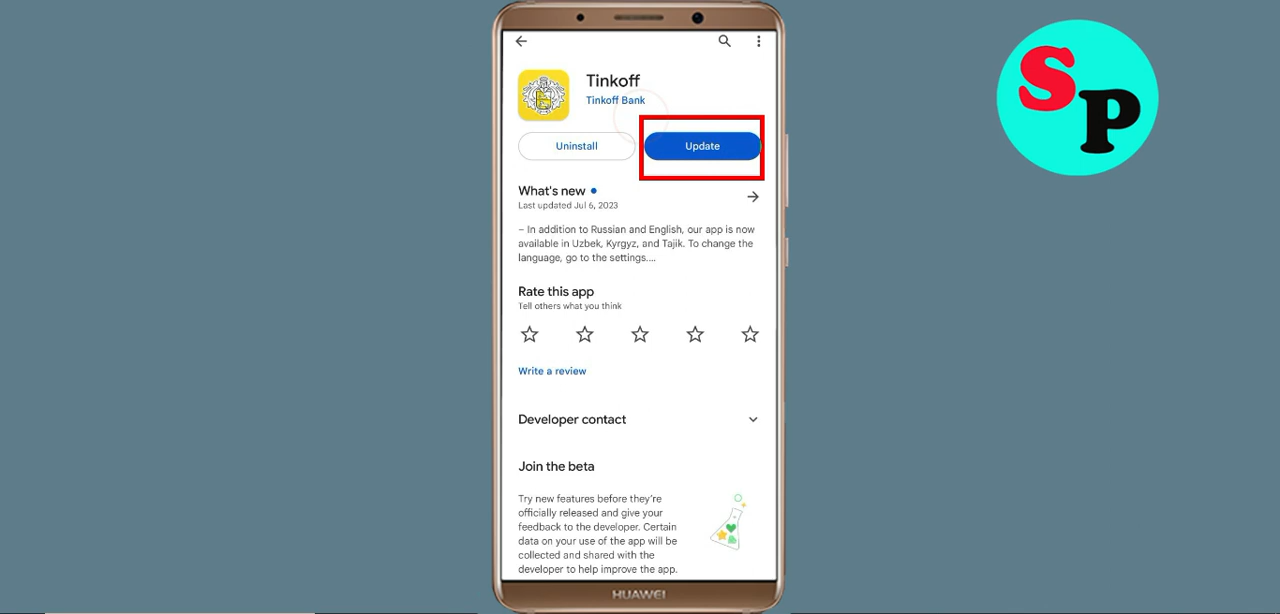 SP
Tinkoff
Tinkoff Bank
Uninstall
Update
What's new
Last updated Jul 6, 2023
– In addition to Russian and English, our app is now
available in Uzbek, Kyrgyz, and Tajik. To change the
language, go to the settings....
Rate this app
Tell others what you think
Write a review
Developer contact
Join the beta
Try new features before they're
officially released and give your
feedback to the developer. Certain
data on your use of the app will be
collected and shared with the
developer to help improve the app.
HUAWEI